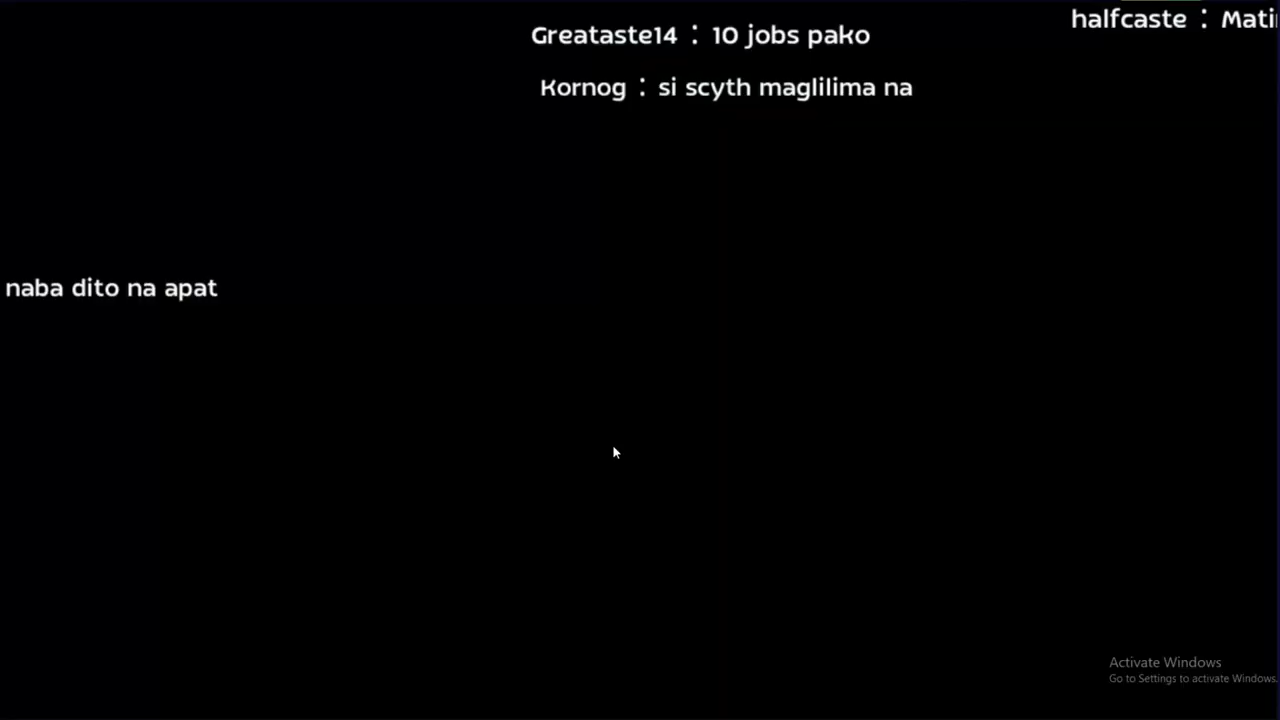 halfcaste : Mati
Greataste14 : 10 jobs pako
Kornog : si scyth maglilima na
naba dito na apat
Activate Windows
Go to Settings to activate Windows.